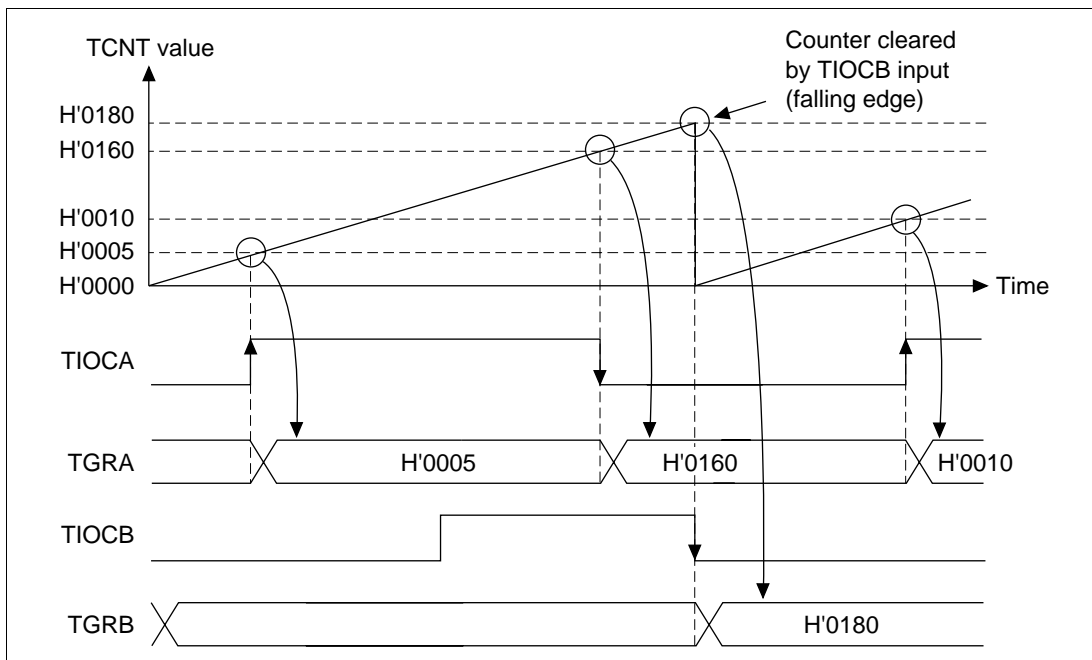 TCNT value
Counter cleared
by TIOCB input
(falling edge)
H'0180
H'0160
H'0010
H'0005
H'0000
Time
TIOCA
TGRA
H'0005
H'0160
H'0010
TIOCB
TGRB
H'0180